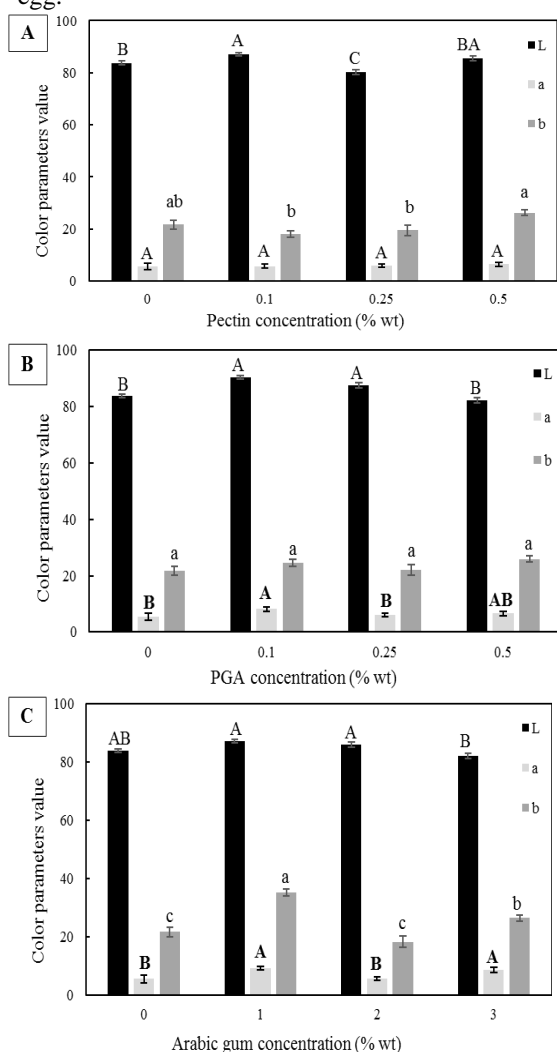 egg.
A
100
80
60
40
20
0
Color parameters value
B
A
C
BA
ab
b
b
a
A
A
A
A
L
a
b
0
0.1
0.25
0.5
Pectin concentration (% wt)
B
100
80
60
40
20
0
Color parameters value
B
A
A
B
a
a
a
a
B
A
B
AB
L
a
b
0
0.1
0.25
0.5
PGA concentration (% wt)
C
100
80
60
40
20
0
Color parameters value
AB
A
A
B
c
a
c
b
B
A
B
A
L
a
b
0
1
2
3
Arabic gum concentration (% wt)